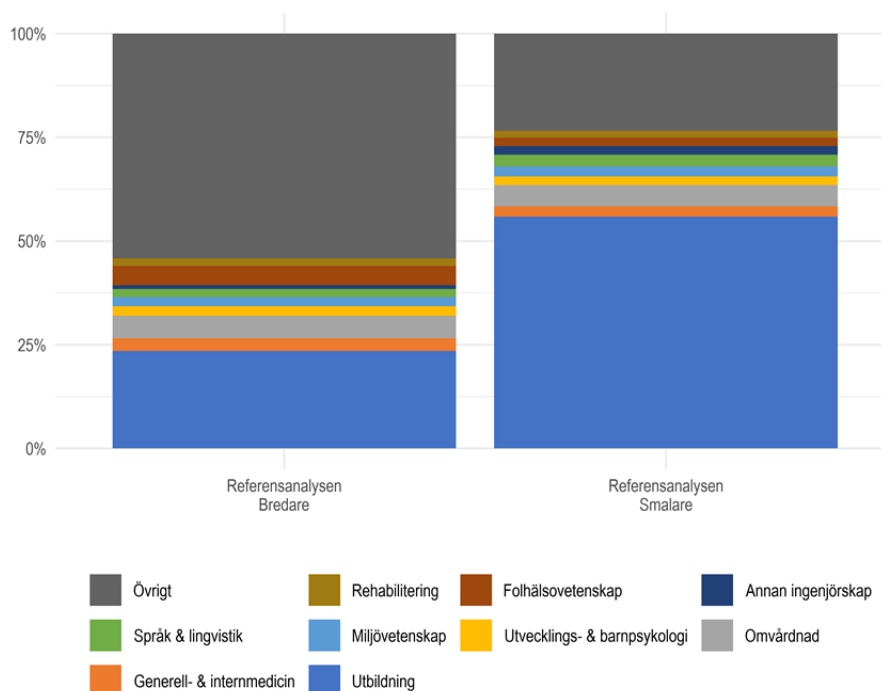 100%
75%
50%
25%
0%
Referensanalysen
Bredare
Referensanalysen
Smalare
Övrigt
Rehabilitering
Folhälsovetenskap
Annan ingenjörskap
Språk & lingvistik
Miljövetenskap
Utvecklings- & barnpsykologi
Omvårdnad
Generell- & internmedicin
Utbildning